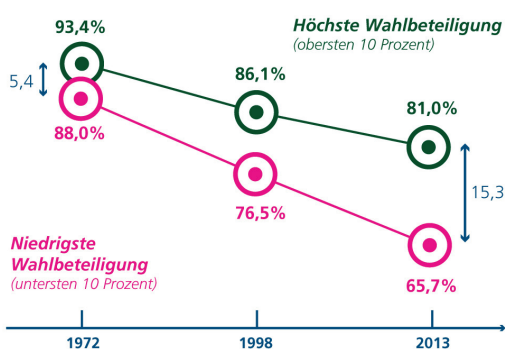 93,4%
Höchste Wahlbeteiligung
(obersten 10 Prozent)
5,4
86,1%
81,0%
88,0%
15,3
76,5%
Niedrigste
Wahlbeteiligung
(untersten 10 Prozent)
65,7%
1972
1998
2013